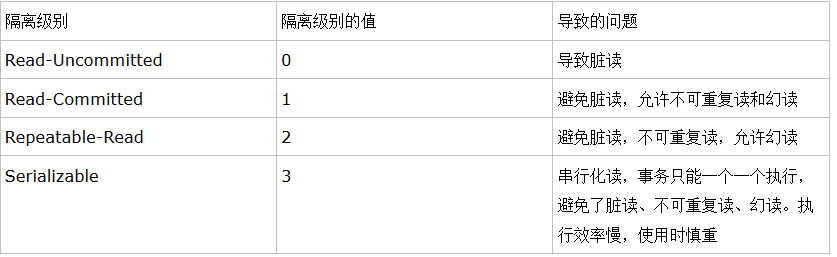 隔离级别 隔离级别的值 导致的问题
Read-Uncommitted 0 导致脏读
Read-Committed 1 避免脏读，允许不可重复读和幻读
Repeatable-Read 2 避免脏读，不可重复读，允许幻读
Serializable 3 串行化读，事务只能一个一个执行，
避免了脏读、不可重复读、幻读。执
行效率慢，使用时慎重